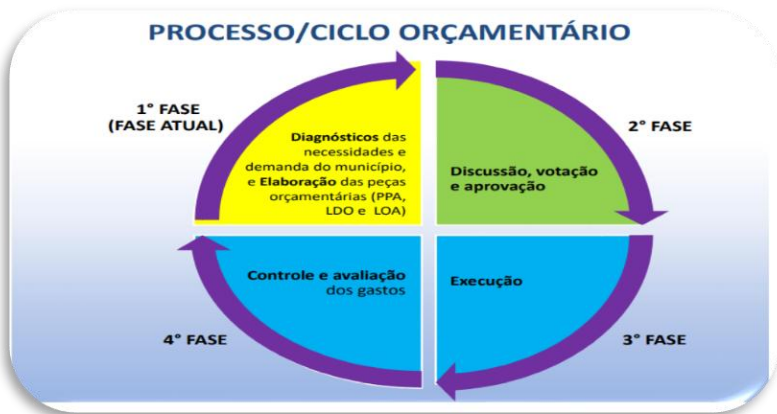 PROCESSO/CICLO ORÇAMENTÁRIO
1° FASE
(FASE ATUAL)
Diagnósticos das
necessidades e
demanda do município,
e Elaboração das peças
orçamentárias (PPA,
LDO e LOA)
2° FASE
Discussão, votação
e aprovação
Controle e avaliação
dos gastos
4° FASE
Execução
3° FASE